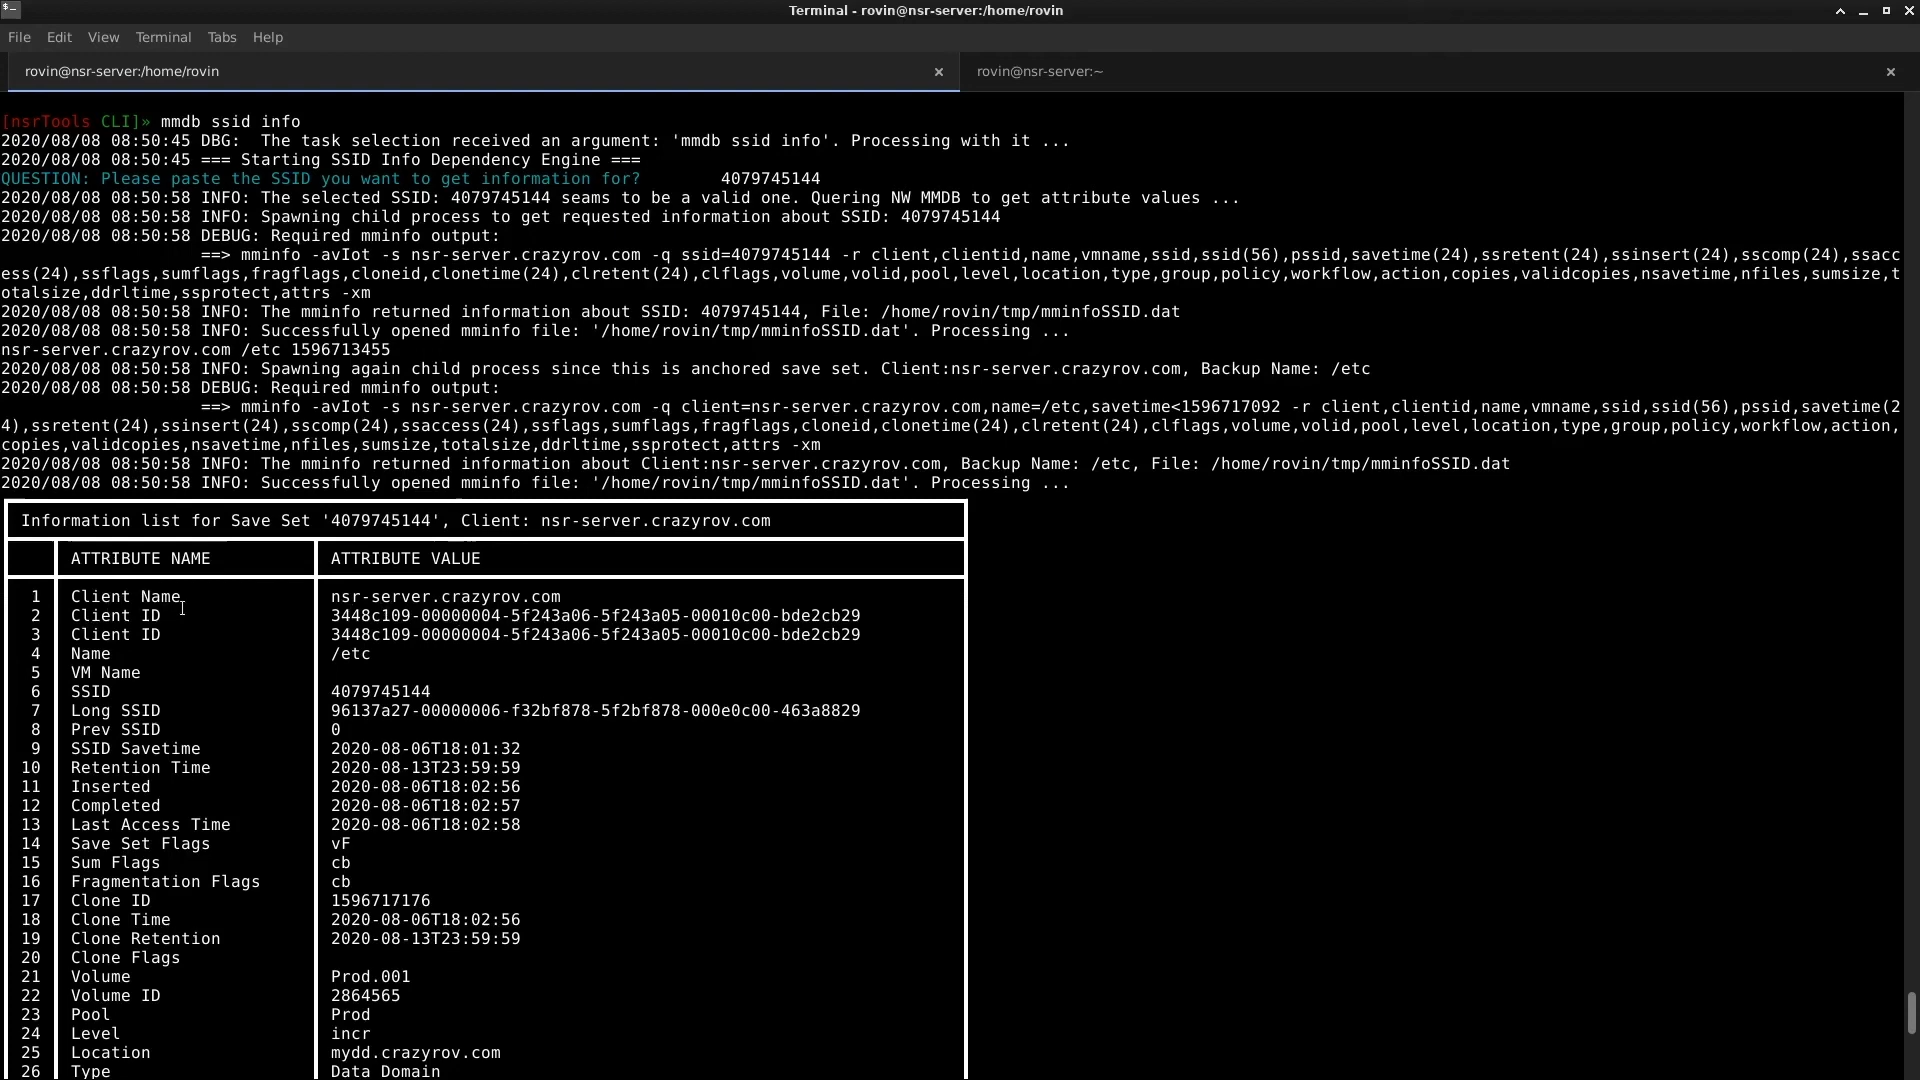 Terminal - rovin@nsr-server:/home/rovin
File Edit View Terminal Tabs Help
rovin@nsr-server:/home/rovin
rovin@nsr-server:~
[nsrTools CLI]» mmdb ssid info
2020/08/08 08:50:45 DBG:  The task selection received an argument: 'mmdb ssid info'. Processing with it ...
2020/08/08 08:50:45 === Starting SSID Info Dependency Engine ===
QUESTION: Please paste the SSID you want to get information for?        4079745144
2020/08/08 08:50:58 INFO: The selected SSID: 4079745144 seams to be a valid one. Quering NW MMDB to get attribute values ...
2020/08/08 08:50:58 INFO: Spawning child process to get requested information about SSID: 4079745144
2020/08/08 08:50:58 DEBUG: Required mminfo output:
==> mminfo -avIot -s nsr-server.crazyrov.com -q ssid=4079745144 -r client,clientid,name,vmname,ssid,ssid(56),pssid,savetime(24),ssretent(24),ssinsert(24),sscomp(24),ssacc
ess(24),ssflags,sumflags,fragflags,cloneid,clonetime(24),clretent(24),clflags,volume,volid,pool,level,location,type,group,policy,workflow,action,copies,validcopies,nsavetime,nfiles,sumsize,t
otalsize,ddrltime,ssprotect,attrs -xm
2020/08/08 08:50:58 INFO: The mminfo returned information about SSID: 4079745144, File: /home/rovin/tmp/mminfoSSID.dat
2020/08/08 08:50:58 INFO: Successfully opened mminfo file: '/home/rovin/tmp/mminfoSSID.dat'. Processing ...
nsr-server.crazyrov.com /etc 1596713455
2020/08/08 08:50:58 INFO: Spawning again child process since this is anchored save set. Client:nsr-server.crazyrov.com, Backup Name: /etc
2020/08/08 08:50:58 DEBUG: Required mminfo output:
==> mminfo -avIot -s nsr-server.crazyrov.com -q client=nsr-server.crazyrov.com,name=/etc,savetime<1596717092 -r client,clientid,name,vmname,ssid,ssid(56),pssid,savetime(2
4),ssretent(24),ssinsert(24),sscomp(24),ssaccess(24),ssflags,sumflags,fragflags,cloneid,clonetime(24),clretent(24),clflags,volume,volid,pool,level,location,type,group,policy,workflow,action,
copies,validcopies,nsavetime,nfiles,sumsize,totalsize,ddrltime,ssprotect,attrs -xm
2020/08/08 08:50:58 INFO: The mminfo returned information about Client:nsr-server.crazyrov.com, Backup Name: /etc, File: /home/rovin/tmp/mminfoSSID.dat
2020/08/08 08:50:58 INFO: Successfully opened mminfo file: '/home/rovin/tmp/mminfoSSID.dat'. Processing ...
Information list for Save Set '4079745144', Client: nsr-server.crazyrov.com
ATTRIBUTE NAME ATTRIBUTE VALUE
1 Client Name nsr-server.crazyrov.com
2 Client ID 3448c109-00000004-5f243a06-5f243a05-00010c00-bde2cb29
3 Client ID 3448c109-00000004-5f243a06-5f243a05-00010c00-bde2cb29
4 Name /etc
5 VM Name
6 SSID 4079745144
7 Long SSID 96137a27-00000006-f32bf878-5f2bf878-000e0c00-463a8829
8 Prev SSID 0
9 SSID Savetime 2020-08-06T18:01:32
10 Retention Time 2020-08-13T23:59:59
11 Inserted 2020-08-06T18:02:56
12 Completed 2020-08-06T18:02:57
13 Last Access Time 2020-08-06T18:02:58
14 Save Set Flags vF
15 Sum Flags cb
16 Fragmentation Flags cb
17 Clone ID 1596717176
18 Clone Time 2020-08-06T18:02:56
19 Clone Retention 2020-08-13T23:59:59
20 Clone Flags
21 Volume Prod.001
22 Volume ID 2864565
23 Pool Prod
24 Level incr
25 Location mydd.crazyrov.com
26 Type Data Domain